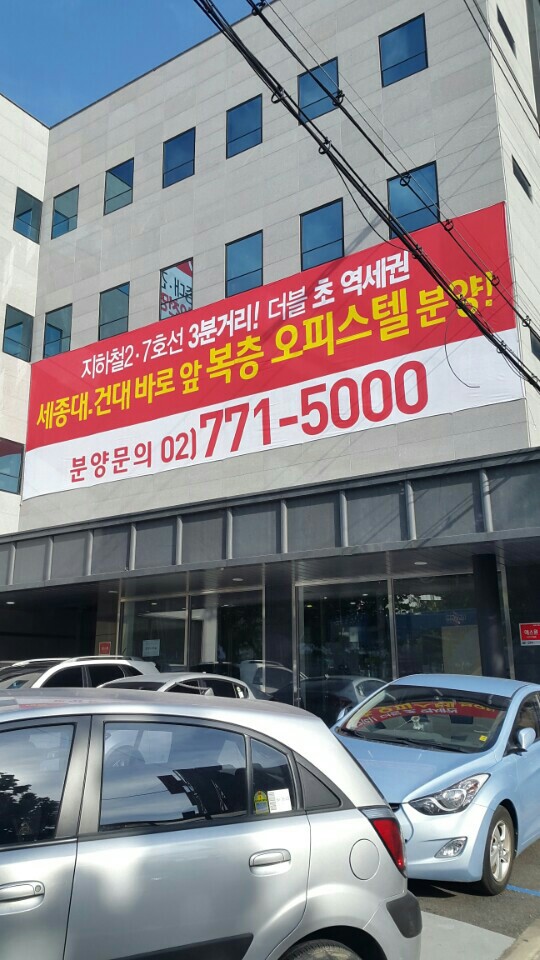 지하철2·7호선 3분거리! 더블 초 역세권
세종대.건대 바로 앞 복층 오피스텔 분양!
분양문의 02)771-5000